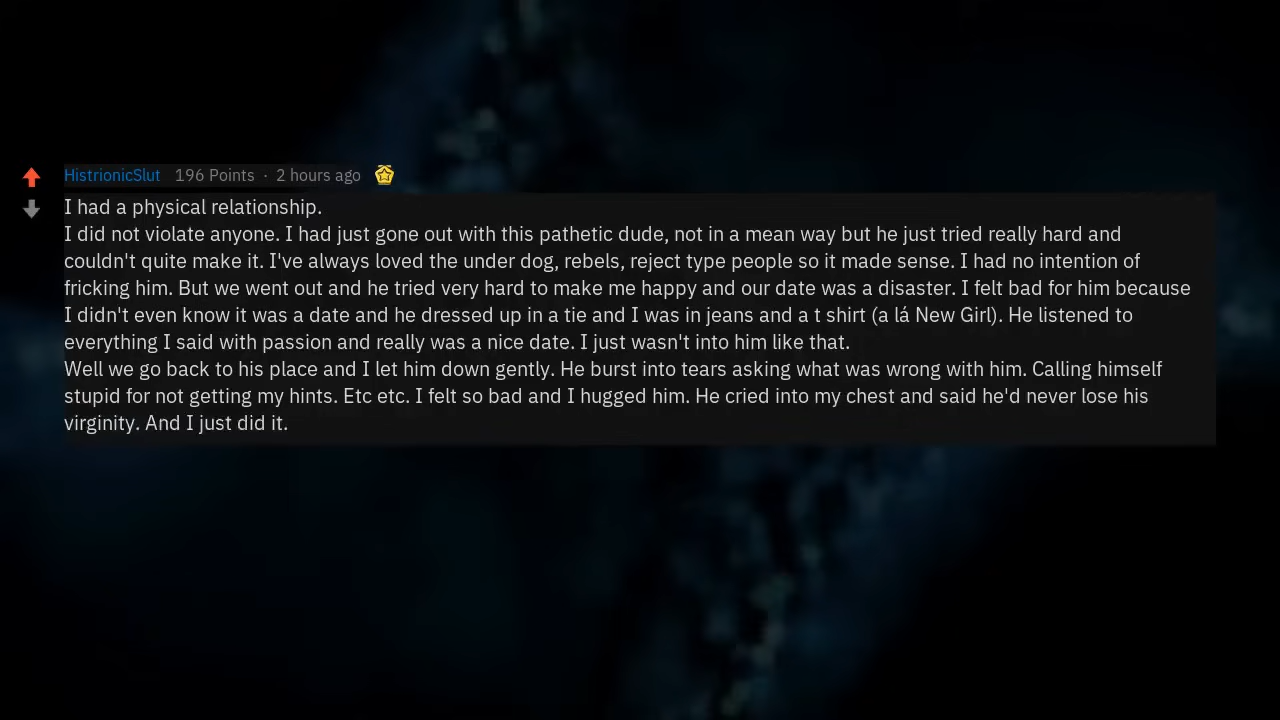 HistrionicSlut 196 Points · 2 hours ago
I had a physical relationship.
I did not violate anyone. I had just gone out with this pathetic dude, not in a mean way but he just tried really hard and
couldn't quite make it. I've always loved the under dog, rebels, reject type people so it made sense. I had no intention of
fricking him. But we went out and he tried very hard to make me happy and our date was a disaster. I felt bad for him because
I didn't even know it was a date and he dressed up in a tie and I was in jeans and a t shirt (a lá New Girl). He listened to
everything I said with passion and really was a nice date. I just wasn't into him like that.
Well we go back to his place and I let him down gently. He burst into tears asking what was wrong with him. Calling himself
stupid for not getting my hints. Etc etc. I felt so bad and I hugged him. He cried into my chest and said he'd never lose his
virginity. And I just did it.